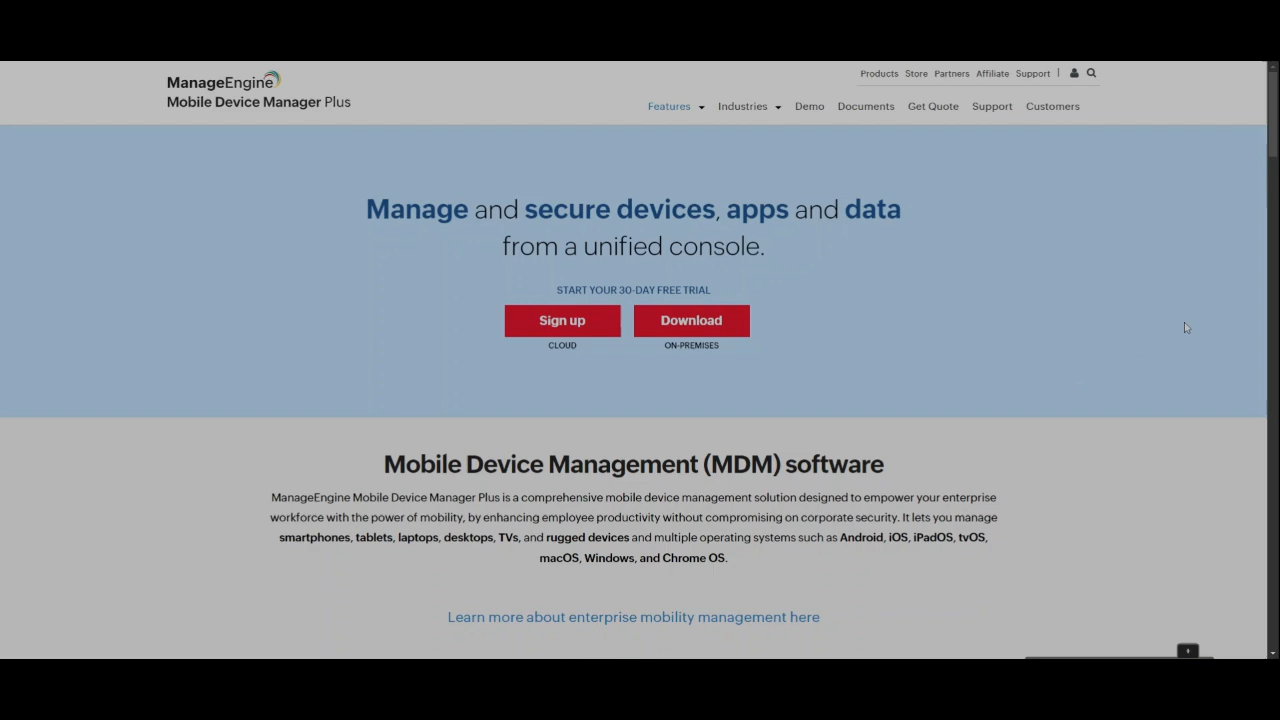 ManageEngine
Mobile Device Manager Plus
Products Store Partners Affiliate Support |
Features Industries Demo Documents Get Quote Support Customers
Manage and secure devices, apps and data
from a unified console.
START YOUR 30-DAY FREE TRIAL
Sign up Download
CLOUD ON-PREMISES
Mobile Device Management (MDM) software
ManageEngine Mobile Device Manager Plus is a comprehensive mobile device management solution designed to empower your enterprise
workforce with the power of mobility, by enhancing employee productivity without compromising on corporate security. It lets you manage
smartphones, tablets, laptops, desktops, TVs, and rugged devices and multiple operating systems such as Android, iOS, iPadOS, tvOS,
macOS, Windows, and Chrome OS.
Learn more about enterprise mobility management here